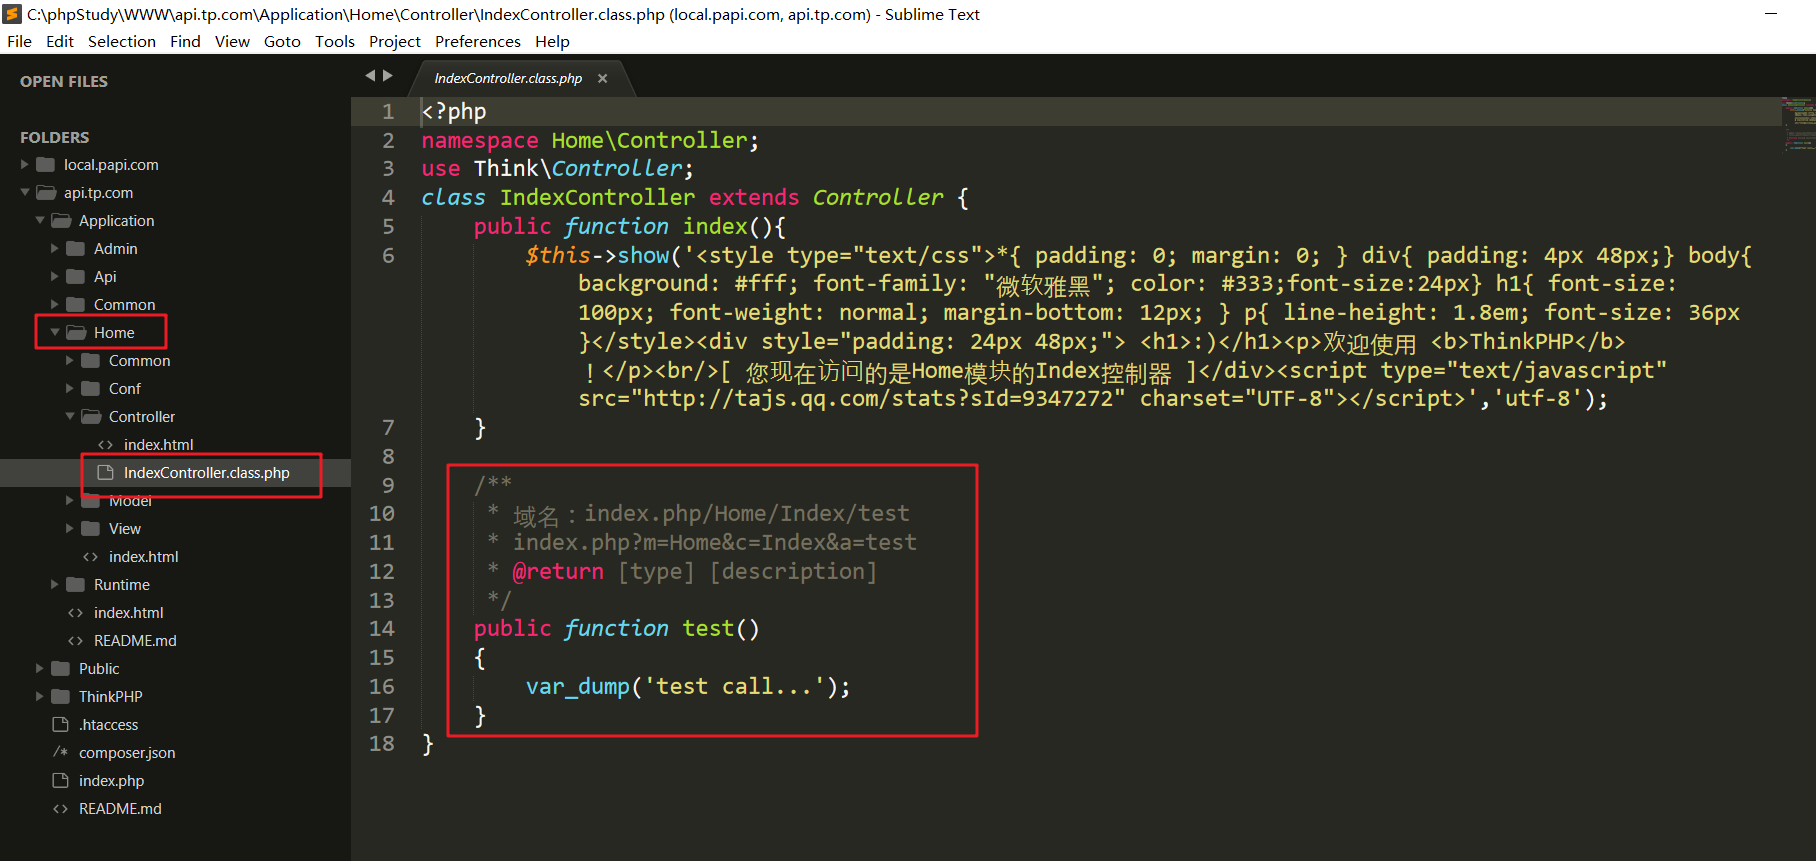 C:\phpStudy\WWW\api.tp.com\Application\Home\Controller\IndexController.class.php (local.papi.com, api.tp.com) - Sublime Text
File Edit Selection Find View Goto Tools Project Preferences Help
OPEN FILES
FOLDERS
local.papi.com
api.tp.com
Application
Admin
Api
Common
Home
Common
Conf
Controller
index.html
IndexController.class.php
Model
View
index.html
Runtime
index.html
README.md
Public
ThinkPHP
.htaccess
/* composer.json
index.php
README.md
IndexController.class.php ×
1 <?php
2 namespace Home\Controller;
3 use Think\Controller;
4 class IndexController extends Controller {
5 public function index(){
6 $this->show('<style type="text/css">*{ padding: 0; margin: 0; } div{ padding: 4px 48px;} body{
background: #fff; font-family: "微软雅黑"; color: #333;font-size:24px} h1{ font-size:
100px; font-weight: normal; margin-bottom: 12px; } p{ line-height: 1.8em; font-size: 36px
}</style><div style="padding: 24px 48px;"> <h1>:)</h1><p>欢迎使用 <b>ThinkPHP</b>
！</p><br/>[ 您现在访问的是Home模块的Index控制器 ]</div><script type="text/javascript"
src="http://tajs.qq.com/stats?sId=9347272" charset="UTF-8"></script>','utf-8');
7 }
8
9 /**
10 * 域名：index.php/Home/Index/test
11 * index.php?m=Home&c=Index&a=test
12 * @return [type] [description]
13 */
14 public function test()
15 {
16 var_dump('test call...');
17 }
18 }